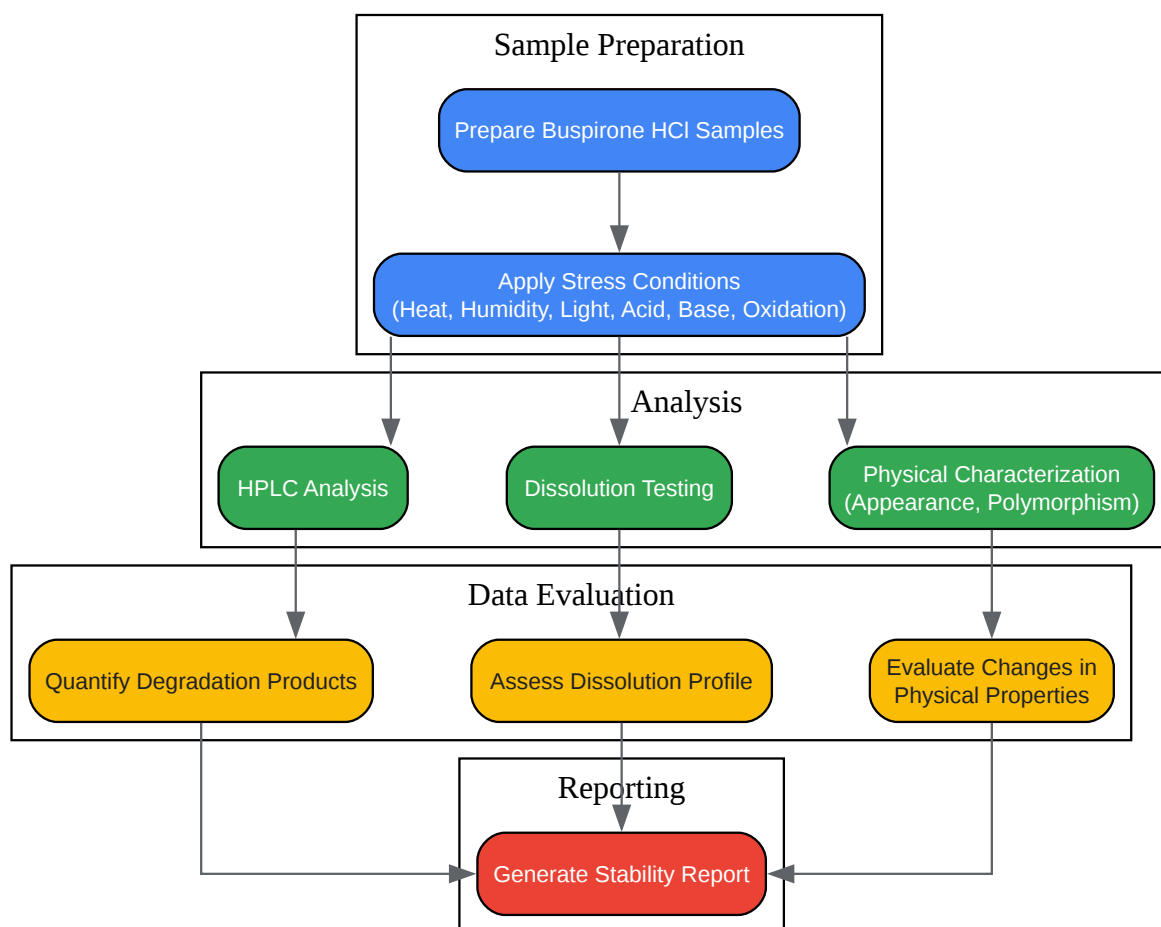 Sample Preparation
Prepare Buspirone HCl Samples
Apply Stress Conditions
(Heat, Humidity, Light, Acid, Base, Oxidation)
Analysis
HPLC Analysis
Dissolution Testing
Physical Characterization
(Appearance, Polymorphism)
Data Evaluation
Quantify Degradation Products
Assess Dissolution Profile
Evaluate Changes in
Physical Properties
Reporting
Generate Stability Report